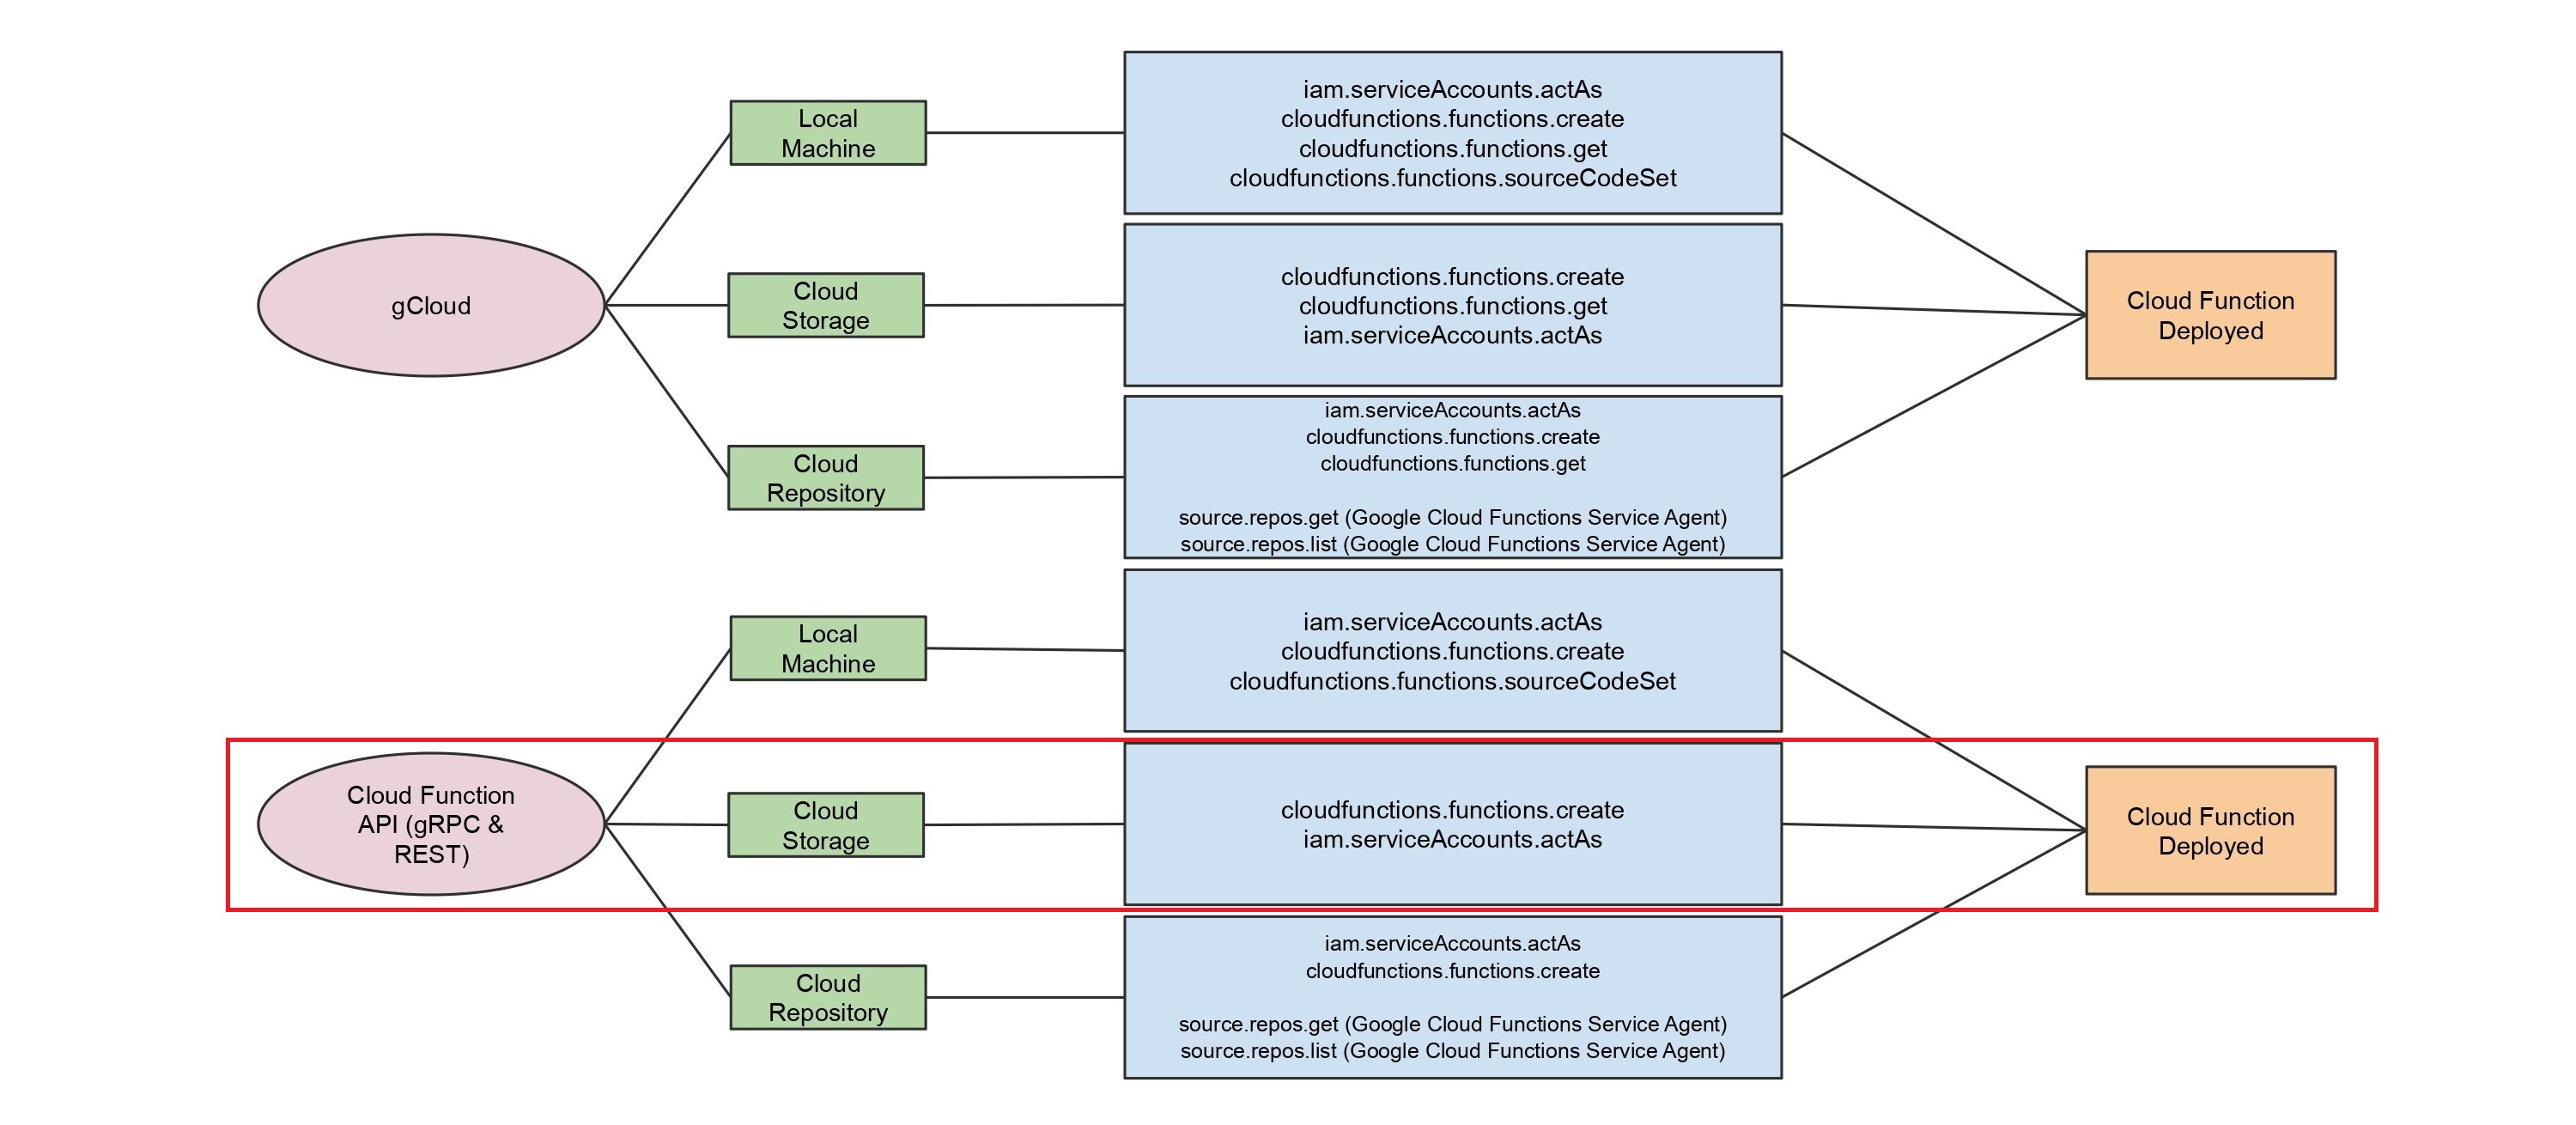 Local
Machine
iam.serviceAccounts.actAs
cloudfunctions.functions.create
cloudfunctions.functions.get
cloudfunctions.functions.sourceCodeSet
gCloud
Cloud
Storage
cloudfunctions.functions.create
cloudfunctions.functions.get
iam.serviceAccounts.actAs
Cloud Function
Deployed
Cloud
Repository
iam.serviceAccounts.actAs
cloudfunctions.functions.create
cloudfunctions.functions.get
source.repos.get (Google Cloud Functions Service Agent)
source.repos.list (Google Cloud Functions Service Agent)
Local
Machine
iam.serviceAccounts.actAs
cloudfunctions.functions.create
cloudfunctions.functions.sourceCodeSet
Cloud Function
API (gRPC &
REST)
Cloud
Storage
cloudfunctions.functions.create
iam.serviceAccounts.actAs
Cloud Function
Deployed
Cloud
Repository
iam.serviceAccounts.actAs
cloudfunctions.functions.create
source.repos.get (Google Cloud Functions Service Agent)
source.repos.list (Google Cloud Functions Service Agent)